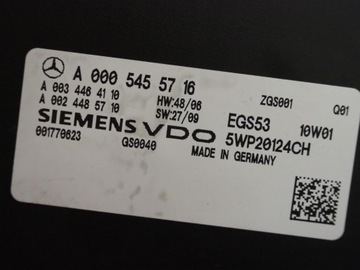 A 000 545 57 16
A 003 446 41 10
A 002 448 57 10
HW:48/06
SW:27/09
ZGS001
Q01
SIEMENS VDO
EGS53
10W01
001770623
GS0040
5WP20124CH
MADE IN GERMANY